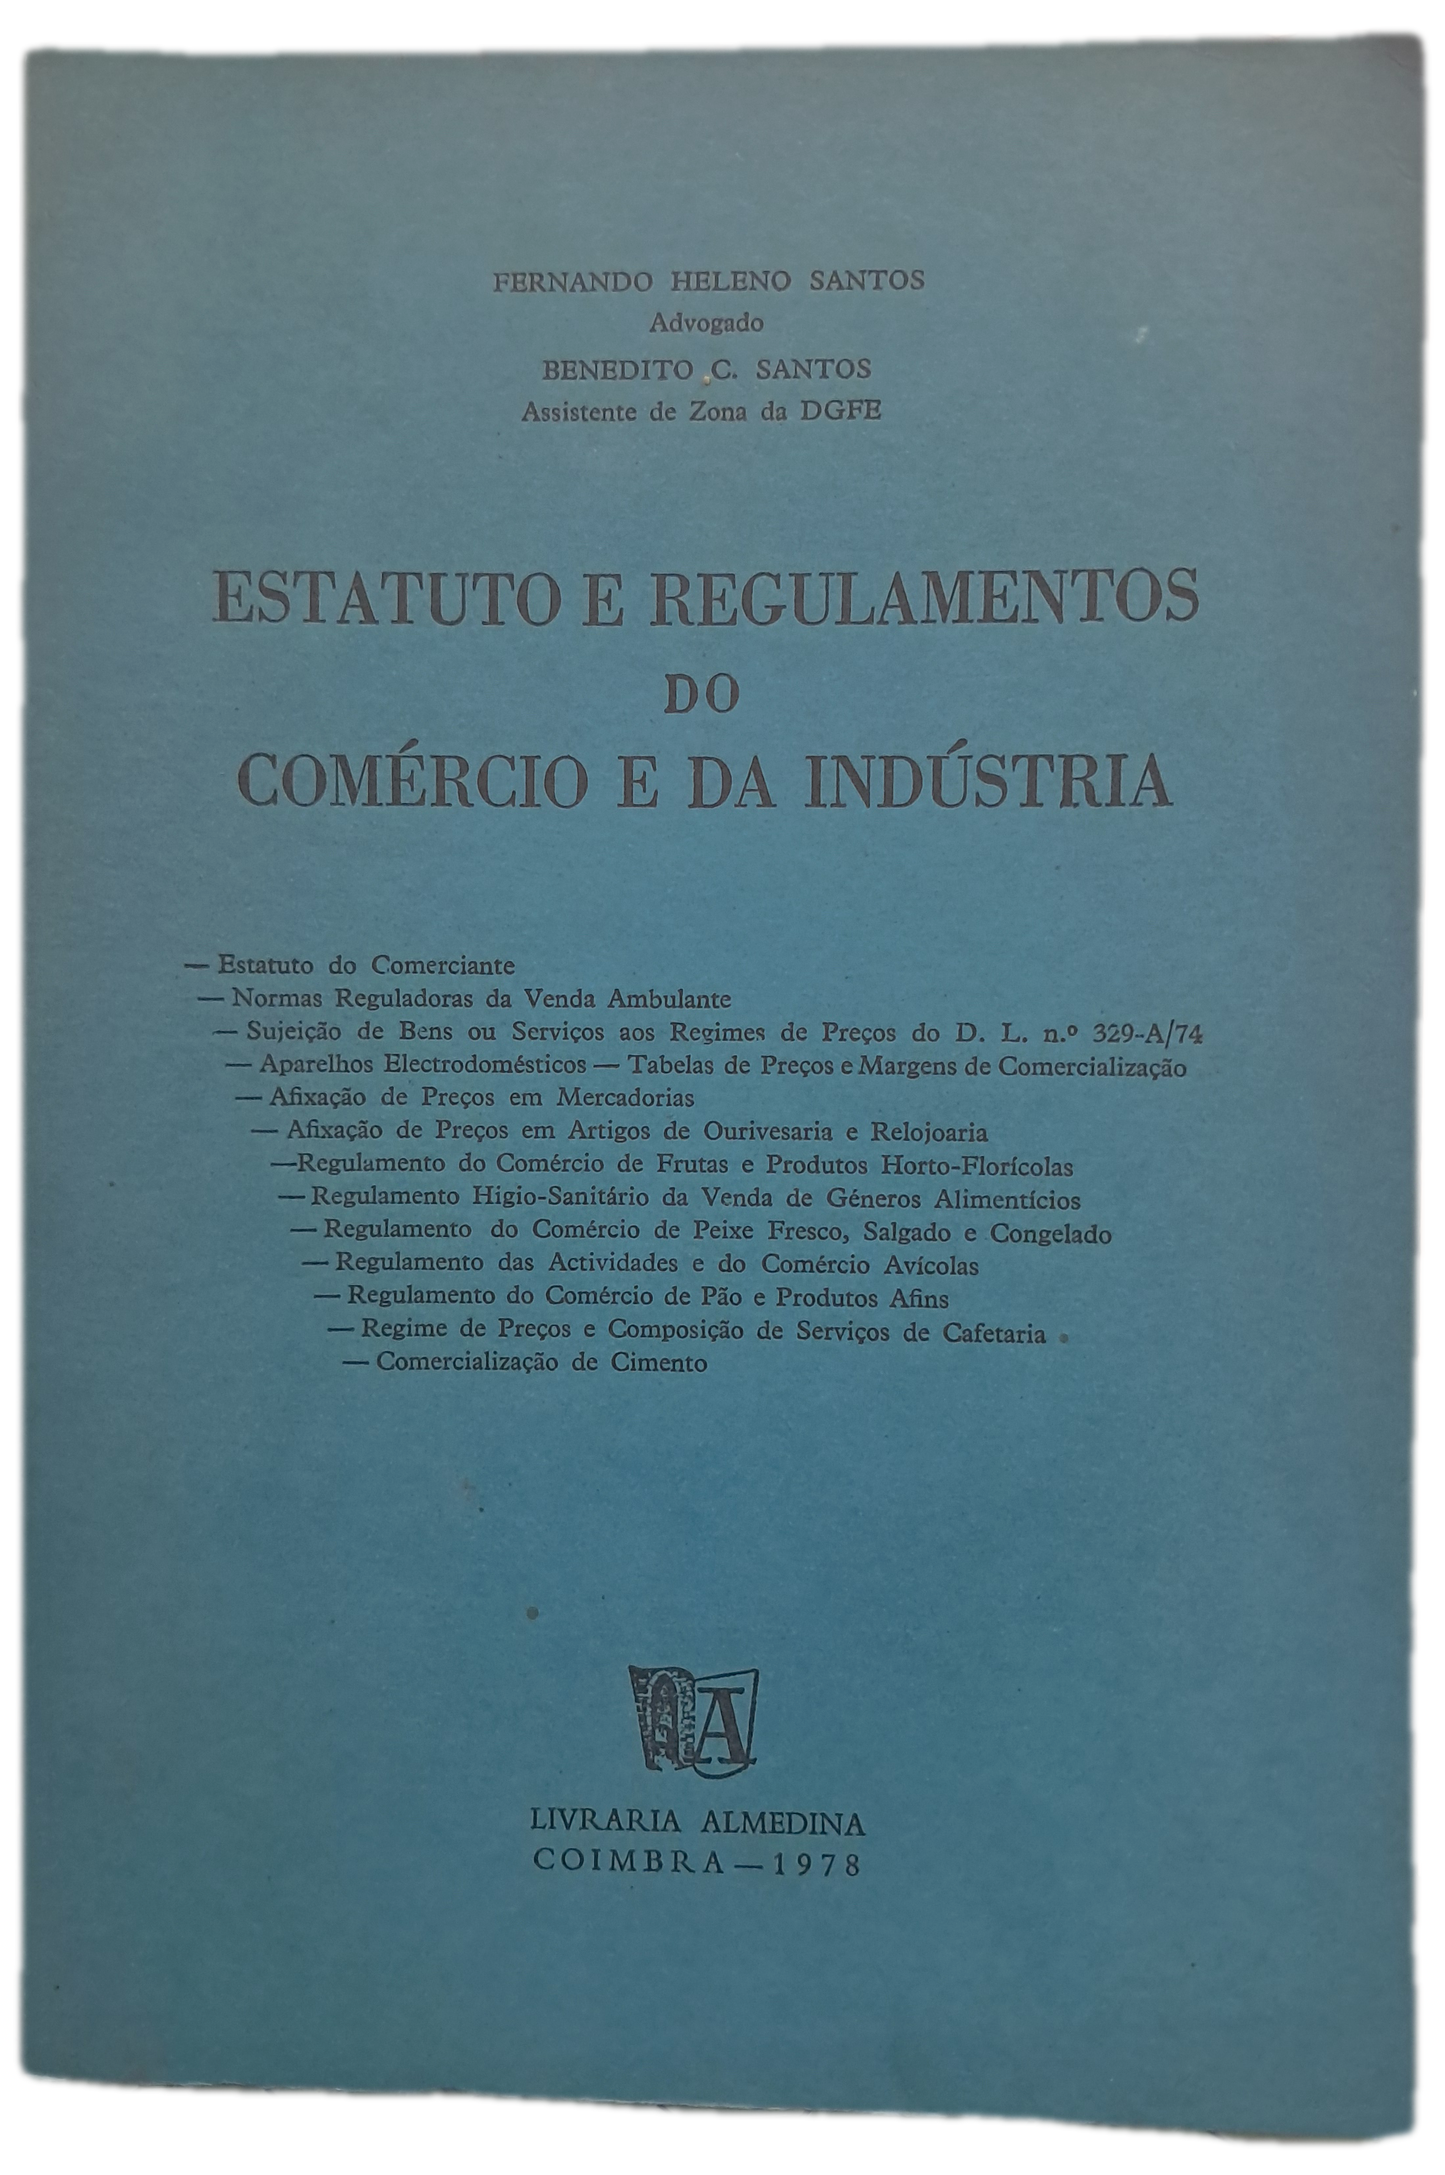 FERNANDO HELENO SANTOS
Advogado
BENEDITO C. SANTOS
Assistente de Zona da DGFE
ESTATUTO E REGULAMENTOS
DO
COMÉRCIO E DA INDÚSTRIA
— Estatuto do Comerciante
— Normas Reguladoras da Venda Ambulante
— Sujeição de Bens ou Serviços aos Regimes de Preços do D. L. n.º 329-A/74
— Aparelhos Electrodomésticos — Tabelas de Preços e Margens de Comercialização
— Afixação de Preços em Mercadorias
— Afixação de Preços em Artigos de Ourivesaria e Relojoaria
—Regulamento do Comércio de Frutas e Produtos Horto-Florícolas
— Regulamento Higio-Sanitário da Venda de Géneros Alimentícios
— Regulamento do Comércio de Peixe Fresco, Salgado e Congelado
— Regulamento das Actividades e do Comércio Avícolas
— Regulamento do Comércio de Pão e Produtos Afins
— Regime de Preços e Composição de Serviços de Cafetaria
— Comercialização de Cimento
A
LIVRARIA ALMEDINA
COIMBRA — 1978